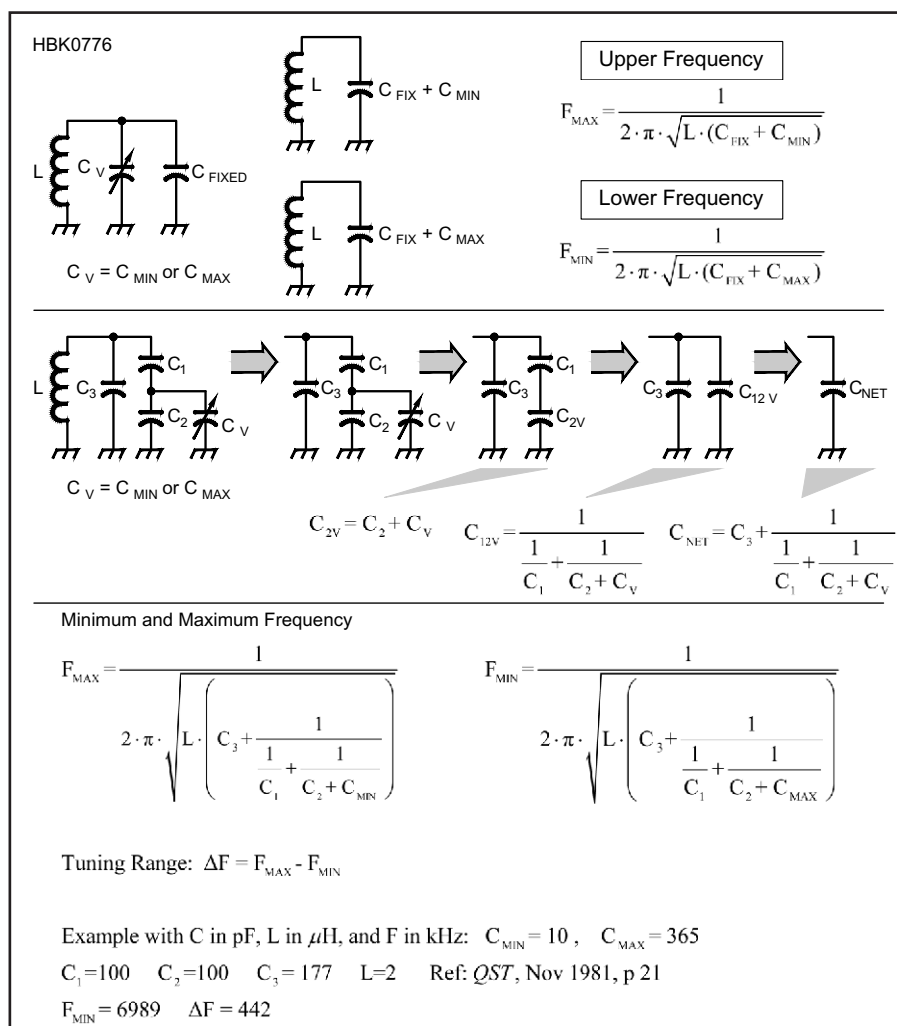 HBK0776
L
C V
C FIXED
C V = C MIN or C MAX
L
C FIX + C MIN
L
C FIX + C MAX
Upper Frequency
F_MAX = 1 / (2 · π · √(L · (C_FIX + C_MIN)))
Lower Frequency
F_MIN = 1 / (2 · π · √(L · (C_FIX + C_MAX)))
L
C3
C1
C2
C V
C V = C MIN or C MAX
C3
C1
C2
C V
C3
C1
C2V
C3
C12 V
CNET
C_2V = C_2 + C_V
C_12V = 1 / (1/C_1 + 1/(C_2 + C_V))
C_NET = C_3 + 1 / (1/C_1 + 1/(C_2 + C_V))
Minimum and Maximum Frequency
F_MAX = 1 / (2 · π · √(L · (C_3 + 1 / (1/C_1 + 1/(C_2 + C_MIN)))))
F_MIN = 1 / (2 · π · √(L · (C_3 + 1 / (1/C_1 + 1/(C_2 + C_MAX)))))
Tuning Range: ΔF = F_MAX - F_MIN
Example with C in pF, L in μH, and F in kHz: C_MIN = 10 , C_MAX = 365
C_1=100 C_2=100 C_3= 177 L=2 Ref: QST, Nov 1981, p 21
F_MIN = 6989 ΔF = 442